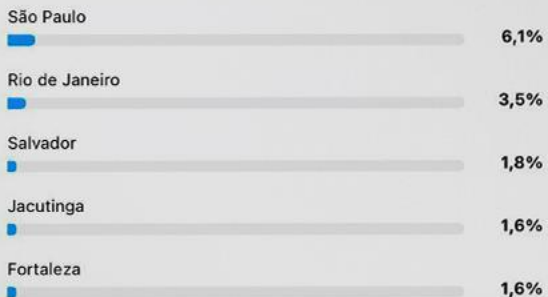 São Paulo
6,1%
Rio de Janeiro
3,5%
Salvador
1,8%
Jacutinga
1,6%
Fortaleza
1,6%